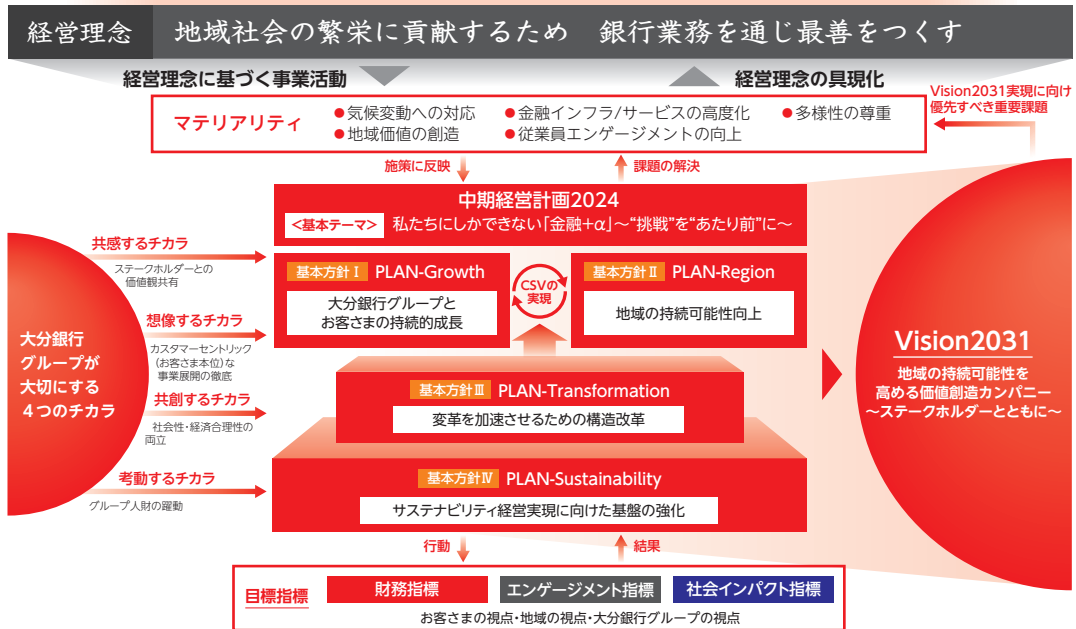 経営理念 地域社会の繁栄に貢献するため 銀行業務を通じ最善をつくす
経営理念に基づく事業活動
経営理念の具現化
Vision2031実現に向け
優先すべき重要課題
マテリアリティ
●気候変動への対応 ●金融インフラ/サービスの高度化 ●多様性の尊重
●地域価値の創造 ●従業員エンゲージメントの向上
施策に反映
課題の解決
中期経営計画2024
<基本テーマ> 私たちにしかできない「金融+α」~“挑戦”を“あたり前”に~
大分銀行
グループが
大切にする
4つのチカラ
共感するチカラ
ステークホルダーとの
価値観共有
想像するチカラ
カスタマーセントリック
(お客さま本位)な
事業展開の徹底
共創するチカラ
社会性・経済合理性の
両立
考動するチカラ
グループ人財の躍動
基本方針Ⅰ PLAN-Growth
大分銀行グループと
お客さまの持続的成長
CSVの
実現
基本方針Ⅱ PLAN-Region
地域の持続可能性向上
基本方針Ⅲ PLAN-Transformation
変革を加速させるための構造改革
基本方針Ⅳ PLAN-Sustainability
サステナビリティ経営実現に向けた基盤の強化
Vision2031
地域の持続可能性を
高める価値創造カンパニー
~ステークホルダーとともに~
行動
結果
目標指標
財務指標
エンゲージメント指標
社会インパクト指標
お客さまの視点・地域の視点・大分銀行グループの視点